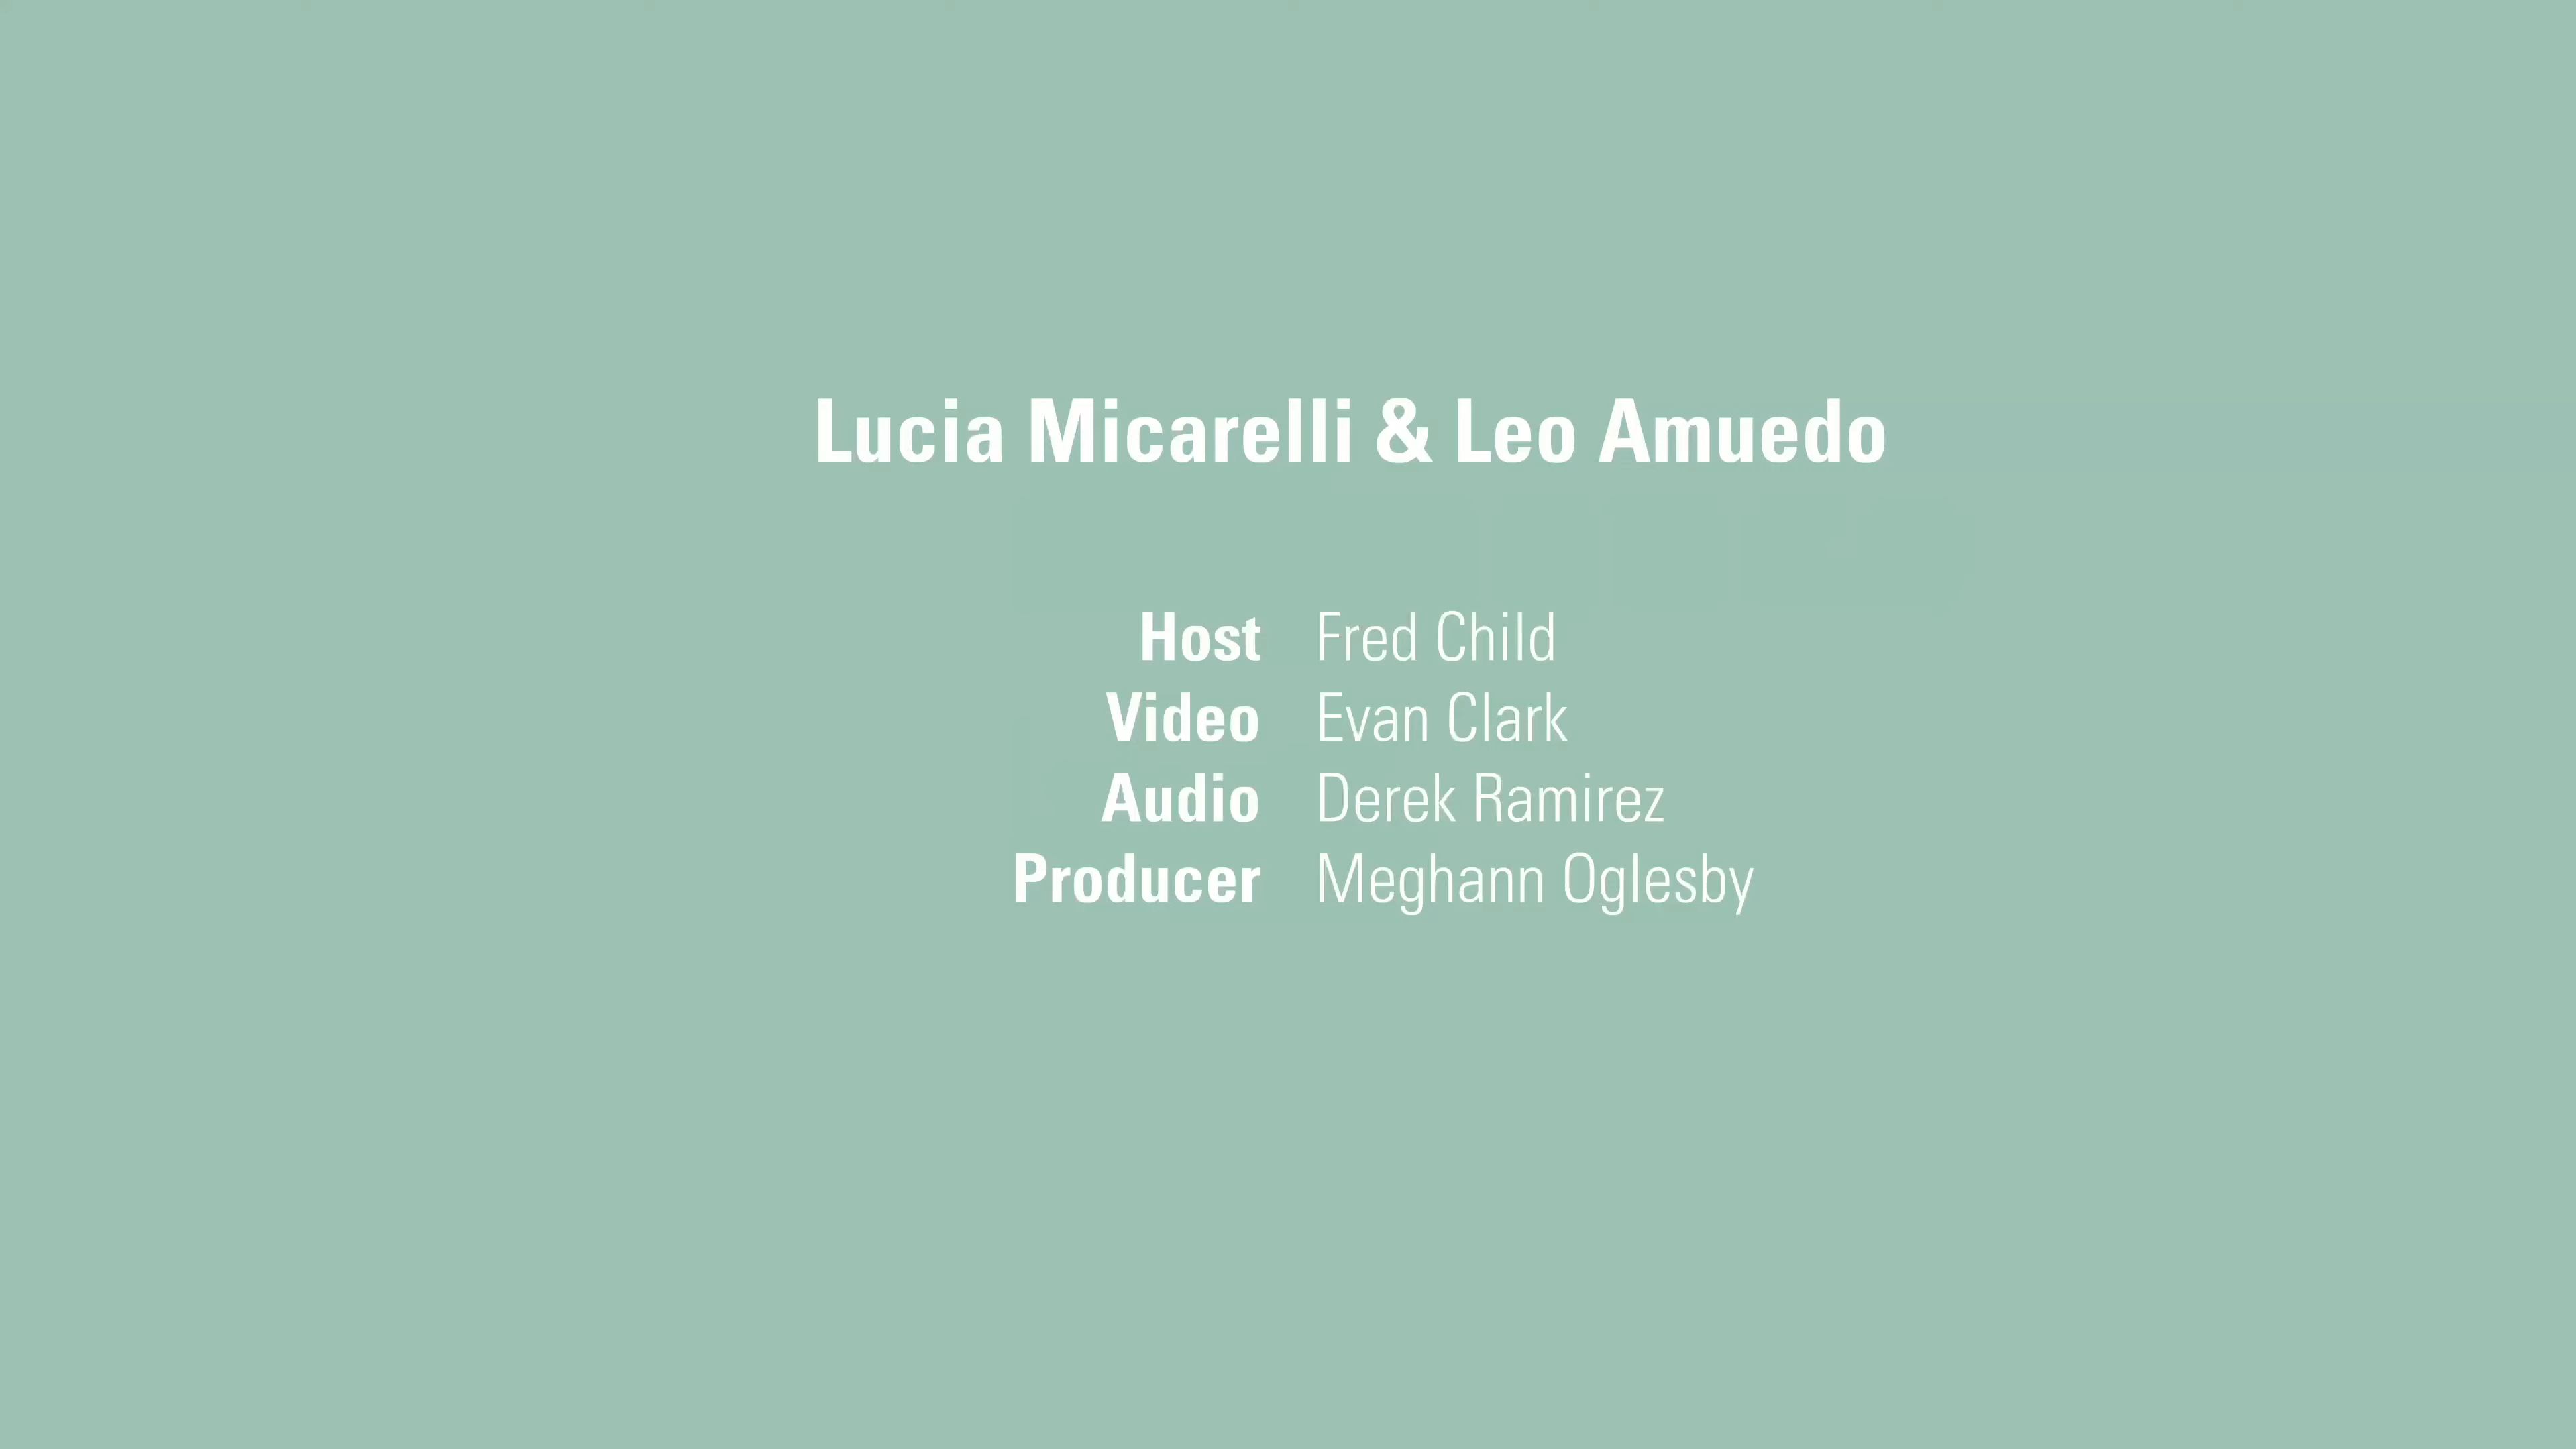 Lucia Micarelli & Leo Amuedo
Host Fred Child
Video Evan Clark
Audio Derek Ramirez
Producer Meghann Oglesby